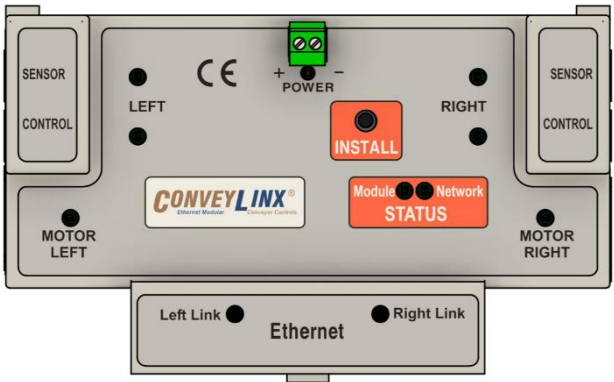 SENSOR
CONTROL
LEFT
CE
+ −
POWER
INSTALL
RIGHT
SENSOR
CONTROL
CONVEYLINX®
Ethernet Modular Conveyor Controls
Module Network
STATUS
MOTOR
LEFT
MOTOR
RIGHT
Left Link
Right Link
Ethernet